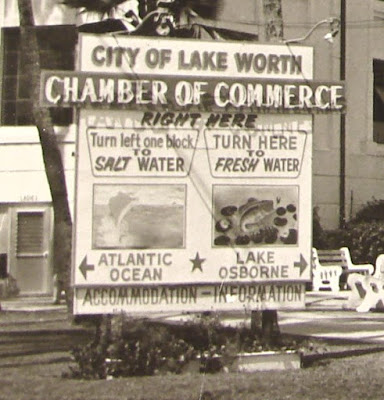 CITY OF LAKE WORTH
CHAMBER OF COMMERCE
RIGHT HERE
Turn left one block
TO
SALT WATER
TURN HERE
TO
FRESH WATER
ATLANTIC
OCEAN
LAKE
OSBORNE
ACCOMMODATION - INFORMATION
LADIES